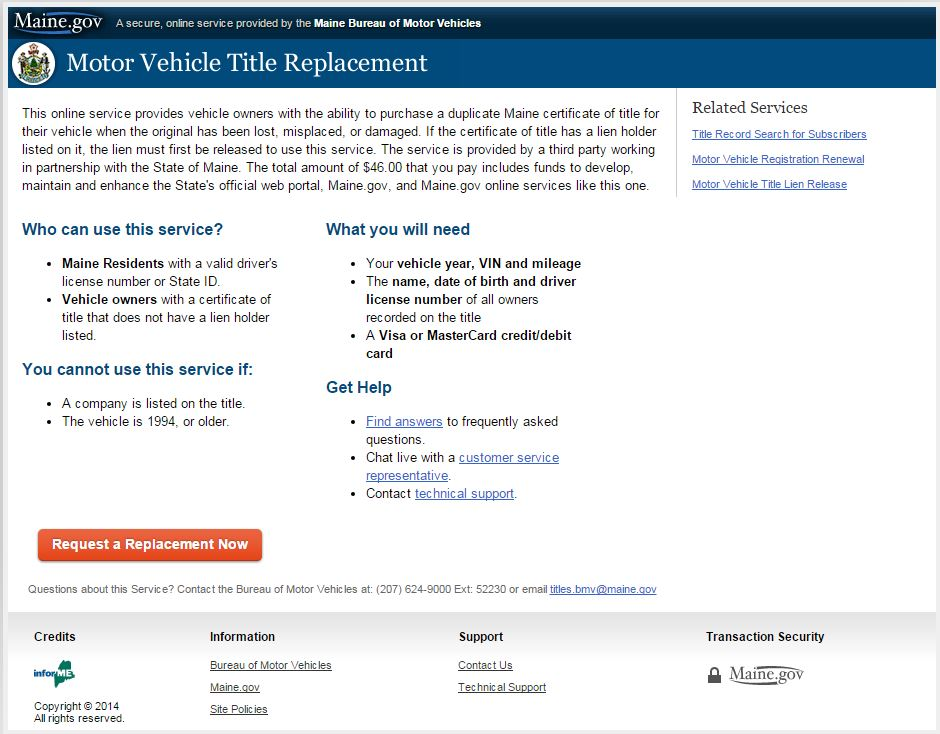 Maine.gov A secure, online service provided by the Maine Bureau of Motor Vehicles
Motor Vehicle Title Replacement
This online service provides vehicle owners with the ability to purchase a duplicate Maine certificate of title for
their vehicle when the original has been lost, misplaced, or damaged. If the certificate of title has a lien holder
listed on it, the lien must first be released to use this service. The service is provided by a third party working
in partnership with the State of Maine. The total amount of $46.00 that you pay includes funds to develop,
maintain and enhance the State's official web portal, Maine.gov, and Maine.gov online services like this one.
Related Services
Title Record Search for Subscribers
Motor Vehicle Registration Renewal
Motor Vehicle Title Lien Release
Who can use this service?
• Maine Residents with a valid driver's
license number or State ID.
• Vehicle owners with a certificate of
title that does not have a lien holder
listed.
You cannot use this service if:
• A company is listed on the title.
• The vehicle is 1994, or older.
What you will need
• Your vehicle year, VIN and mileage
• The name, date of birth and driver
license number of all owners
recorded on the title
• A Visa or MasterCard credit/debit
card
Get Help
• Find answers to frequently asked
questions.
• Chat live with a customer service
representative.
• Contact technical support.
Request a Replacement Now
Questions about this Service? Contact the Bureau of Motor Vehicles at: (207) 624-9000 Ext: 52230 or email titles.bmv@maine.gov
Credits
inforME
Copyright © 2014
All rights reserved.
Information
Bureau of Motor Vehicles
Maine.gov
Site Policies
Support
Contact Us
Technical Support
Transaction Security
Maine.gov